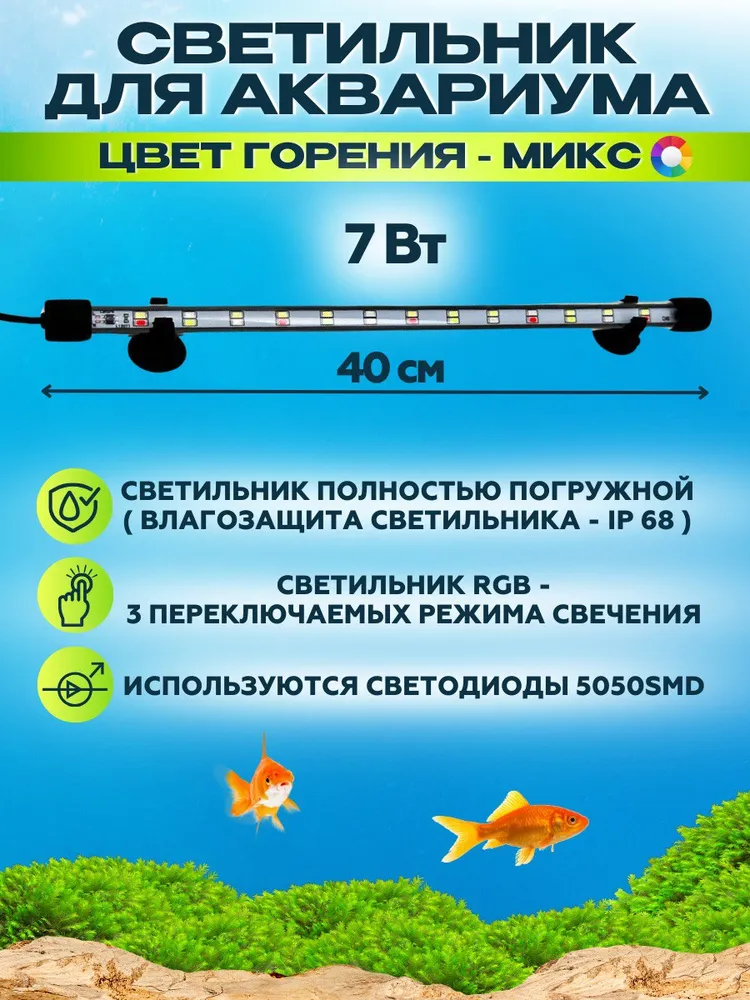 СВЕТИЛЬНИК
ДЛЯ АКВАРИУМА
ЦВЕТ ГОРЕНИЯ - МИКС
7 Вт
40 см
СВЕТИЛЬНИК ПОЛНОСТЬЮ ПОГРУЖНОЙ
( ВЛАГОЗАЩИТА СВЕТИЛЬНИКА - IP 68 )
СВЕТИЛЬНИК RGB -
3 ПЕРЕКЛЮЧАЕМЫХ РЕЖИМА СВЕЧЕНИЯ
ИСПОЛЬЗУЮТСЯ СВЕТОДИОДЫ 5050SMD